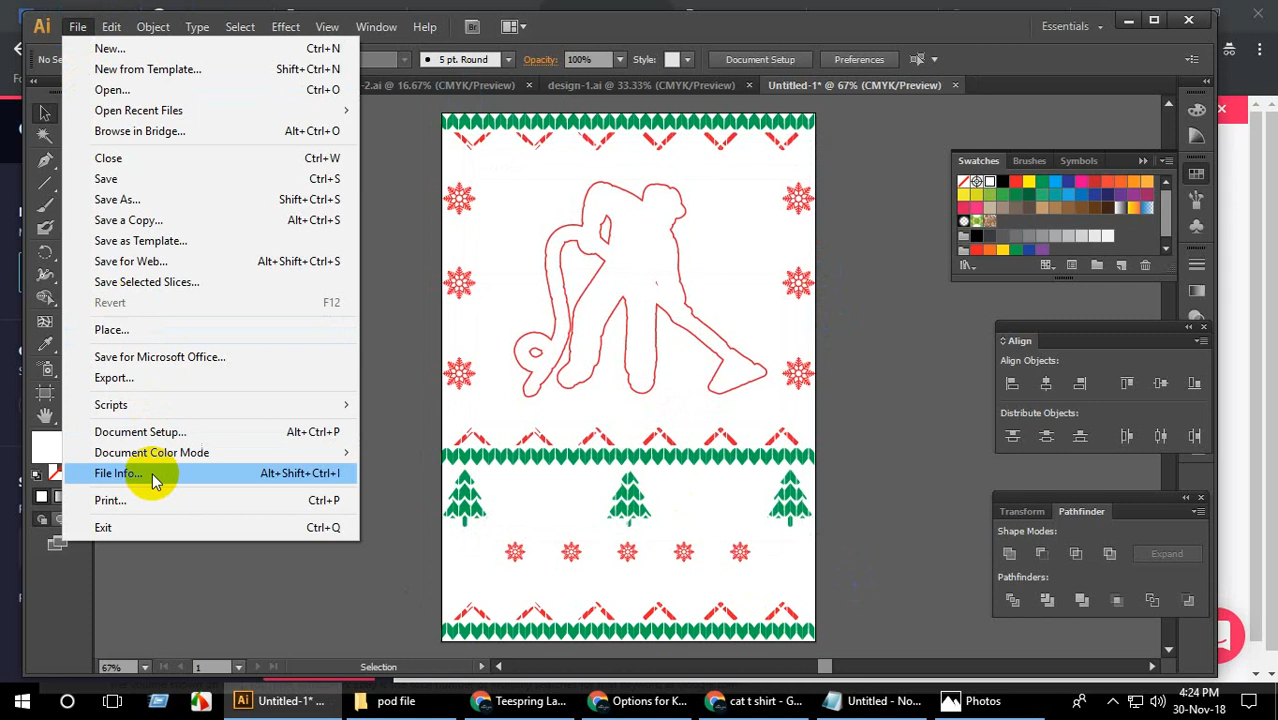 Ai File Edit Object Type Select Effect View Window Help Br Essentials
No Se 5 pt. Round Opacity: 100% Style: Document Setup Preferences
-2.ai @ 16.67% (CMYK/Preview) × design-1.ai @ 33.33% (CMYK/Preview) × Untitled-1* @ 67% (CMYK/Preview) ×
New... Ctrl+N
New from Template... Shift+Ctrl+N
Open... Ctrl+O
Open Recent Files
Browse in Bridge... Alt+Ctrl+O
Close Ctrl+W
Save Ctrl+S
Save As... Shift+Ctrl+S
Save a Copy... Alt+Ctrl+S
Save as Template...
Save for Web... Alt+Shift+Ctrl+S
Save Selected Slices...
Revert F12
Place...
Save for Microsoft Office...
Export...
Scripts
Document Setup... Alt+Ctrl+P
Document Color Mode
File Info... Alt+Shift+Ctrl+I
Print... Ctrl+P
Exit Ctrl+Q
Swatches Brushes Symbols
Align
Align Objects:
Distribute Objects:
Transform Pathfinder
Shape Modes:
Expand
Pathfinders:
67% 1 Selection
Untitled-1* ... pod file Teespring La... Options for K... cat t shirt - G... Untitled - No... Photos
4:24 PM
30-Nov-18